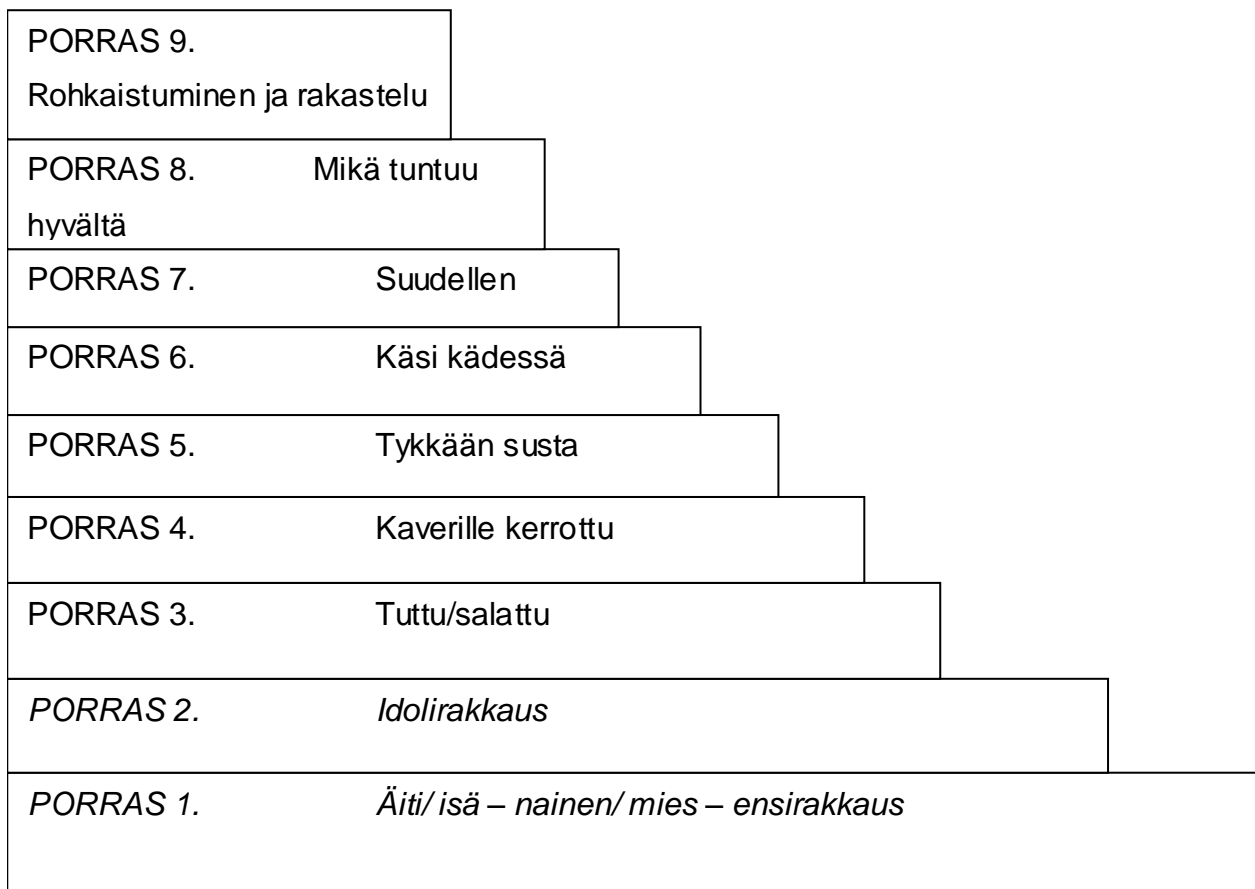 PORRAS 9.
Rohkaistuminen ja rakastelu
PORRAS 8. Mikä tuntuu
hyvältä
PORRAS 7. Suudellen
PORRAS 6. Käsi kädessä
PORRAS 5. Tykkään susta
PORRAS 4. Kaverille kerrottu
PORRAS 3. Tuttu/salattu
PORRAS 2. Idolirakkaus
PORRAS 1. Äiti/ isä – nainen/ mies – ensirakkaus